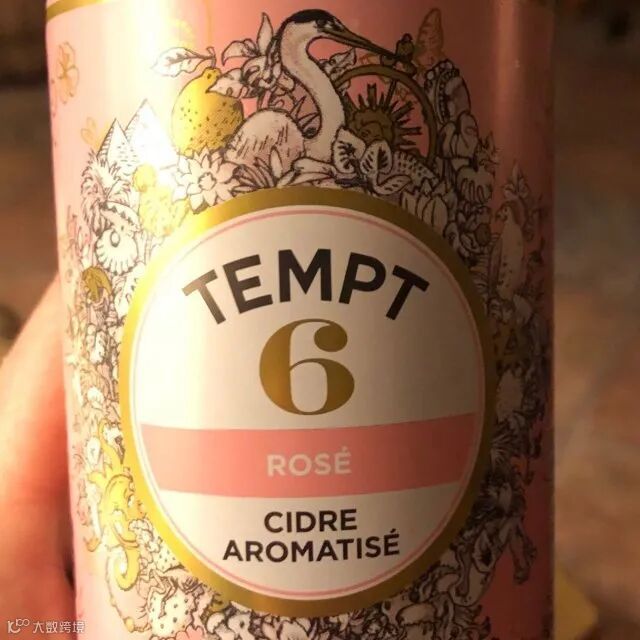 TEMPT
6
ROSÉ
CIDRE
AROMATISÉ
大数跨境